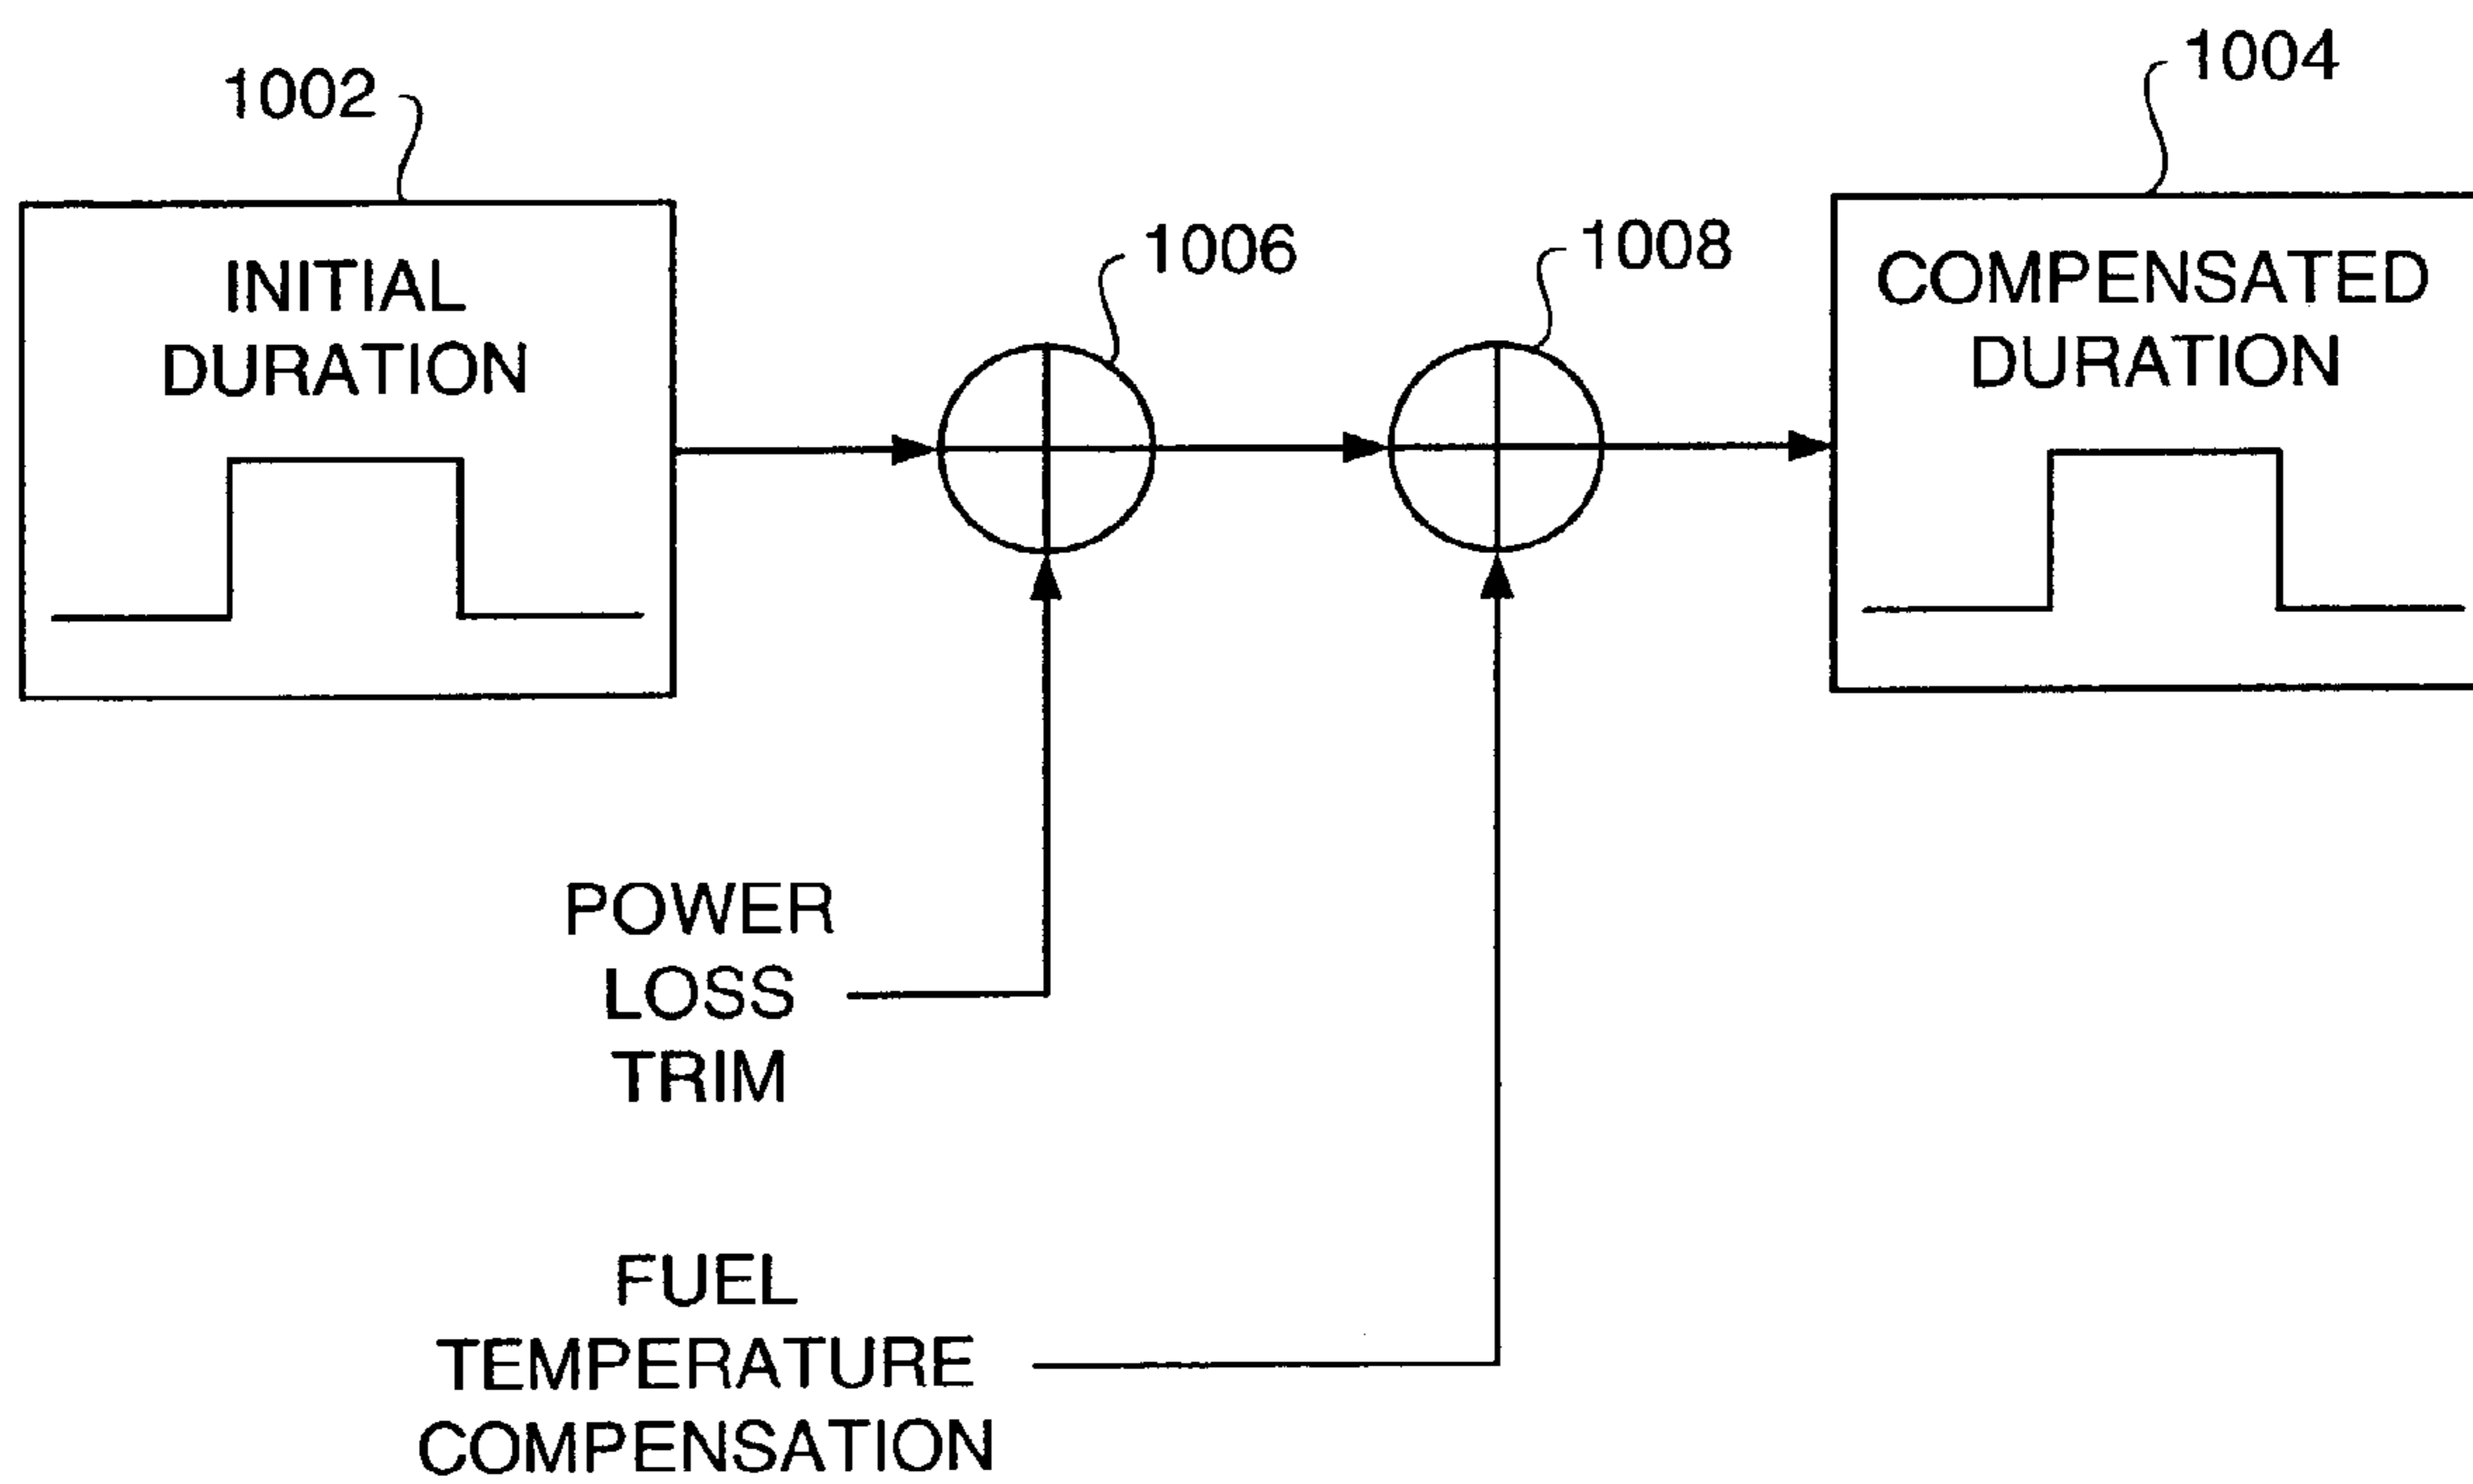 1002
1004
1006
1008
INITIAL
DURATION
COMPENSATED
DURATION
POWER
LOSS
TRIM
FUEL
TEMPERATURE
COMPENSATION